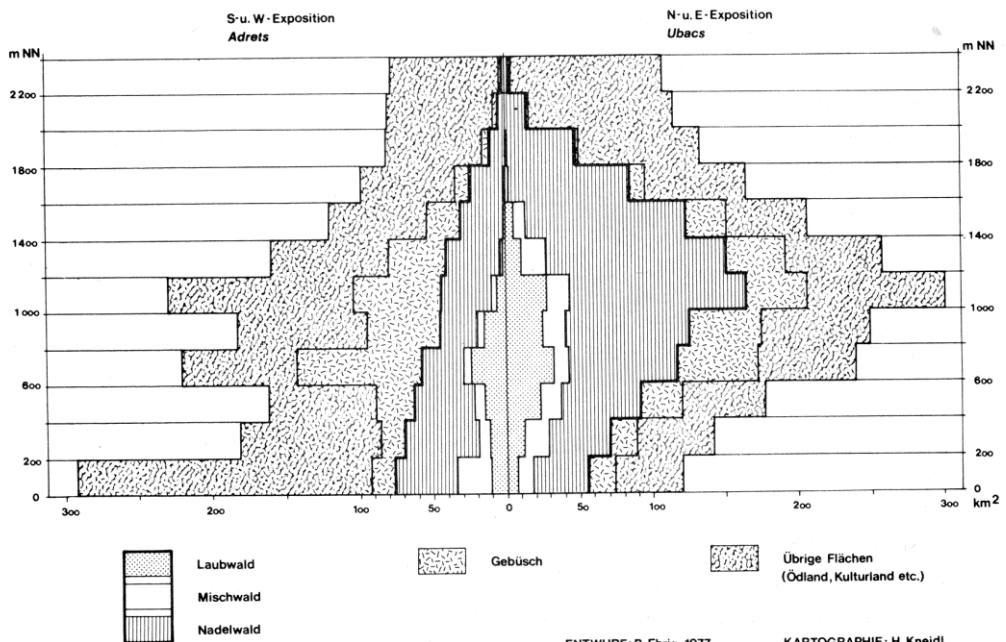 S-u. W-Exposition
Adrets
N-u. E-Exposition
Ubacs
m NN
m NN
2200
2200
1800
1800
1400
1400
1000
1000
600
600
200
200
0
0
300
200
100
50
0
50
100
200
300
km²
Laubwald
Mischwald
Nadelwald
Gebüsch
Übrige Flächen
(Ödland, Kulturland etc.)
KARTOGRAPHIE: H. Kneidl